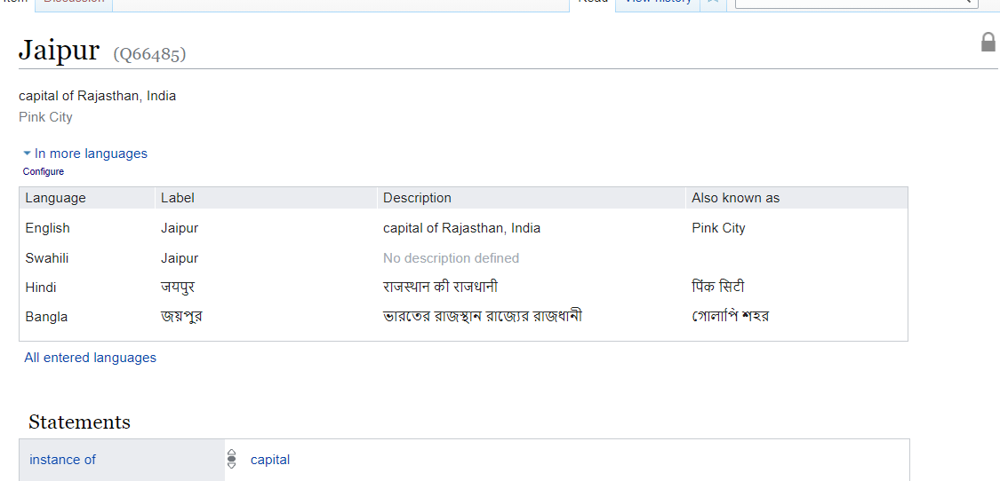 Item Discussion Read View history
Jaipur (Q66485)
capital of Rajasthan, India
Pink City
In more languages
Configure
Language Label Description Also known as
English Jaipur capital of Rajasthan, India Pink City
Swahili Jaipur No description defined
Hindi जयपुर राजस्थान की राजधानी पिंक सिटी
Bangla জয়পুর ভারতের রাজস্থান রাজ্যের রাজধানী গোলাপি শহর
All entered languages
Statements
instance of capital